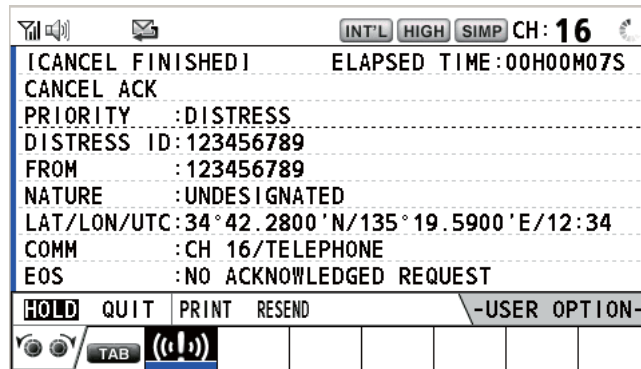 INT'L HIGH SIMP CH: 16
[CANCEL FINISHED] ELAPSED TIME:00H00M07S
CANCEL ACK
PRIORITY :DISTRESS
DISTRESS ID:123456789
FROM :123456789
NATURE :UNDESIGNATED
LAT/LON/UTC:34°42.2800'N/135°19.5900'E/12:34
COMM :CH 16/TELEPHONE
EOS :NO ACKNOWLEDGED REQUEST
HOLD QUIT PRINT RESEND -USER OPTION-
TAB